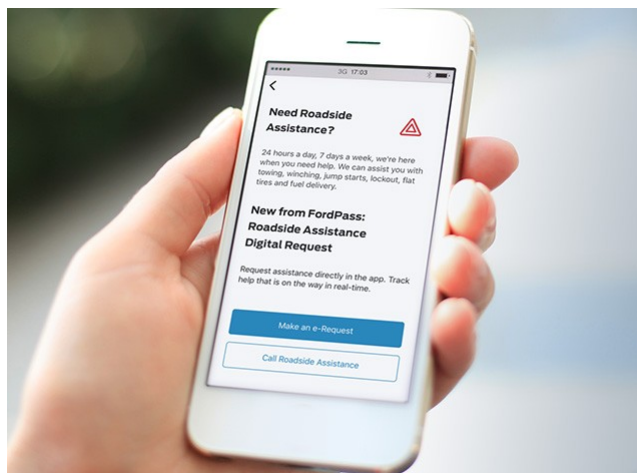 3G 17:03
Need Roadside
Assistance?
24 hours a day, 7 days a week, we're here
when you need help. We can assist you with
towing, winching, jump starts, lockout, flat
tires and fuel delivery.
New from FordPass:
Roadside Assistance
Digital Request
Request assistance directly in the app. Track
help that is on the way in real-time.
Make an e-Request
Call Roadside Assistance